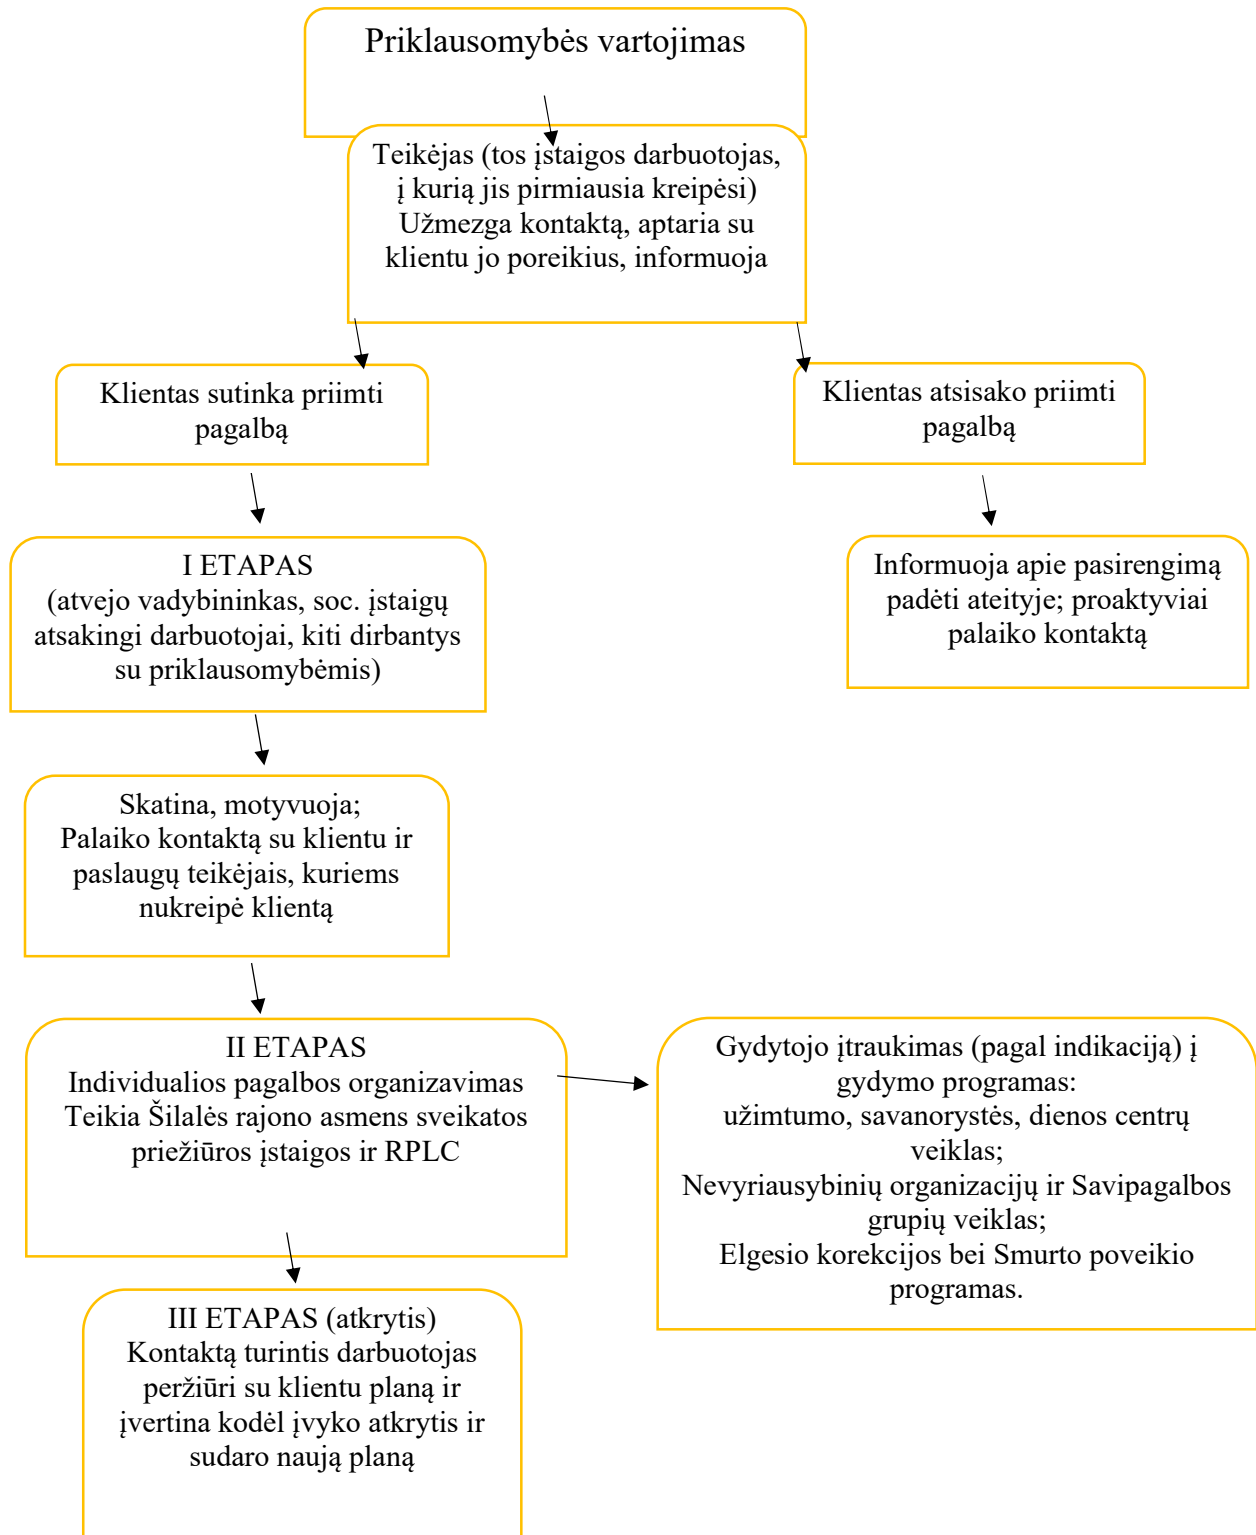 Priklausomybės vartojimas
Teikėjas (tos įstaigos darbuotojas,
į kurią jis pirmiausia kreipėsi)
Užmezga kontaktą, aptaria su
klientu jo poreikius, informuoja
Klientas sutinka priimti
pagalbą
Klientas atsisako priimti
pagalbą
I ETAPAS
(atvejo vadybininkas, soc. įstaigų
atsakingi darbuotojai, kiti dirbantys
su priklausomybėmis)
Informuoja apie pasirengimą
padėti ateityje; proaktyviai
palaiko kontaktą
Skatina, motyvuoja;
Palaiko kontaktą su klientu ir
paslaugų teikėjais, kuriems
nukreipė klientą
II ETAPAS
Individualios pagalbos organizavimas
Teikia Šilalės rajono asmens sveikatos
priežiūros įstaigos ir RPLC
Gydytojo įtraukimas (pagal indikaciją) į
gydymo programas:
užimtumo, savanorystės, dienos centrų
veiklas;
Nevyriausybinių organizacijų ir Savipagalbos
grupių veiklas;
Elgesio korekcijos bei Smurto poveikio
programas.
III ETAPAS (atkrytis)
Kontaktą turintis darbuotojas
peržiūri su klientu planą ir
įvertina kodėl įvyko atkrytis ir
sudaro naują planą